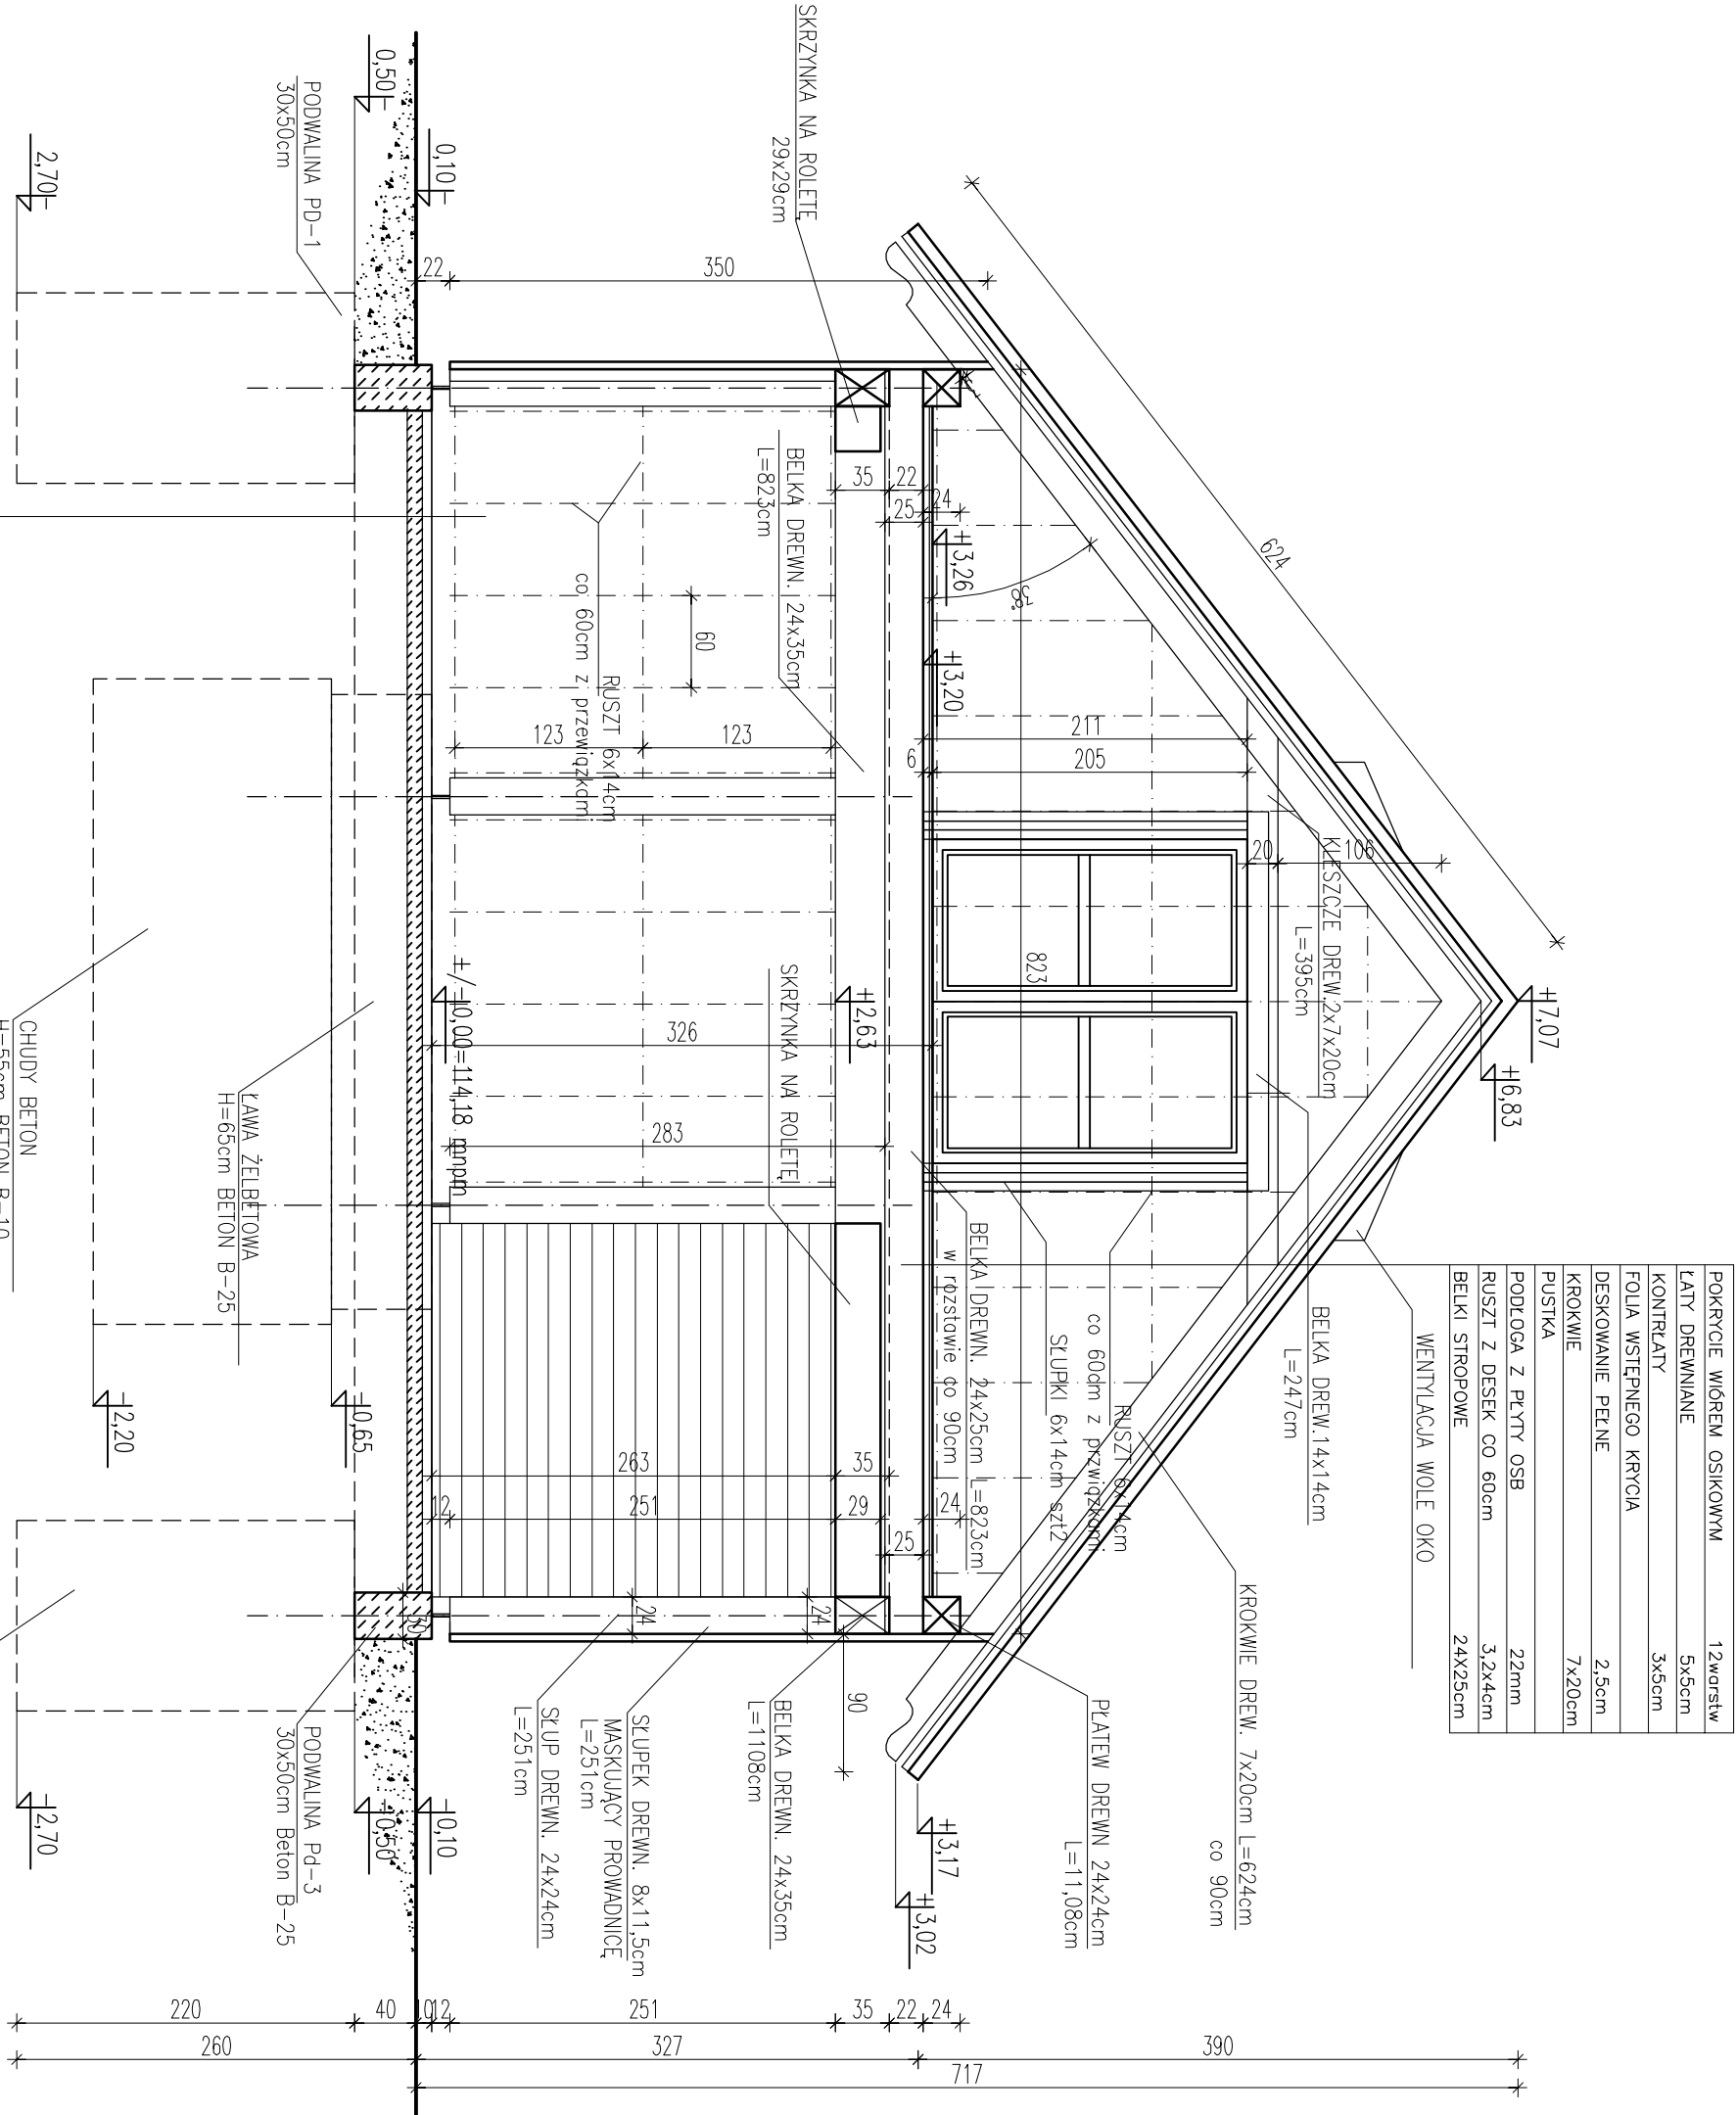 POKRYCIE WIÓREM OSIKOWYM 12warstw
ŁATY DREWNIANE 5x5cm
KONTRŁATY 3x5cm
FOLIA WSTĘPNEGO KRYCIA
DESKOWANIE PEŁNE 2,5cm
KROKWIE 7x20cm
PUSTKA
PODŁOGA Z PŁYTY OSB 22mm
RUSZT Z DESEK CO 60cm 3,2x4cm
BELKI STROPOWE 24X25cm
+7,07
+6,83
624
WENTYLACJA WOLE OKO
BELKA DREW.14x14cm
L=247cm
KLESZCZE DREW.2x7x20cm
L=395cm
KROKWIE DREW. 7x20cm L=624cm
co 90cm
RUSZT 6x14cm
co 60cm z przwiązkami
SŁUPKI 6x14cm szt2
BELKA DREWN. 24x25cm L=823cm
w rozstawie co 90cm
PŁATEW DREWN 24x24cm
L=11,08cm
106
20
211
205
6
823
38°
+3,26
+3,20
+3,17
+3,02
SKRZYNKA NA ROLETĘ
29x29cm
350
22
35
22
24
25
BELKA DREWN. 24x35cm
L=823cm
RUSZT 6x14cm
co 60cm z przewiązkami
60
123
123
+2,63
SKRZYNKA NA ROLETĘ
326
283
263
35
12
251
29
24
25
24
24
30
90
BELKA DREWN. 24x35cm
L=1108cm
SŁUPEK DREWN. 8x11,5cm
MASKUJĄCY PROWADNICĘ
L=251cm
SŁUP DREWN. 24x24cm
L=251cm
+/-0,00=114,18 mnpm
0,10-
0,50-
2,70-
PODWALINA PD-1
30x50cm
ŁAWA ŻELBETOWA
H=65cm BETON B-25
CHUDY BETON
H=55cm BETON B-10
-0,65
-2,20
PODWALINA Pd-3
30x50cm Beton B-25
-0,10
-0,50
-2,70
220
40
10
12
251
35
22
24
260
327
390
717